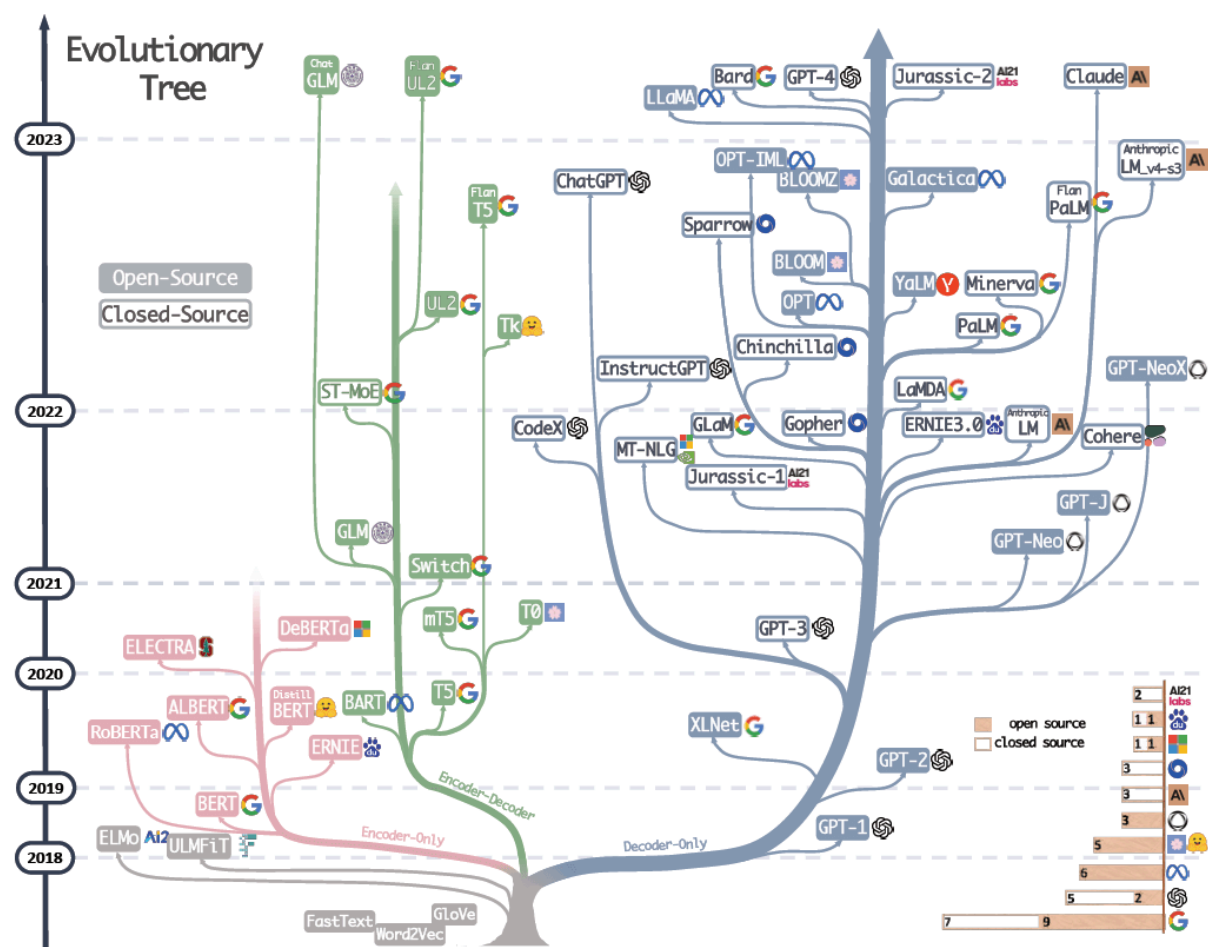 Evolutionary
Tree
Chat
GLM
Flan
UL2
Bard
GPT-4
Jurassic-2
AI21
labs
Claude
A\
LLaMA
2023
OPT-IML
Anthropic
LM_v4-s3
A\
ChatGPT
BLOOMZ
Galactica
Flan
T5
Flan
PaLM
Sparrow
Open-Source
BLOOM
YaLM
Y
Minerva
Closed-Source
UL2
OPT
Tk
PaLM
Chinchilla
InstructGPT
GPT-NeoX
ST-MoE
LaMDA
2022
CodeX
GLaM
Gopher
ERNIE3.0
du
Anthropic
LM
A\
Cohere
MT-NLG
Jurassic-1
AI21
labs
GPT-J
GLM
GPT-Neo
Switch
2021
mT5
T0
DeBERTa
GPT-3
ELECTRA
S
2020
ALBERT
Distill
BERT
BART
T5
2
AI21
labs
RoBERTa
XLNet
open source
1 1
du
ERNIE
du
closed source
1 1
GPT-2
3
2019
Encoder-Decoder
3
A\
BERT
3
ELMo
Ai2
ULMFiT
Encoder-Only
Decoder-Only
GPT-1
5
2018
6
5 2
FastText
Word2Vec
GloVe
7 9